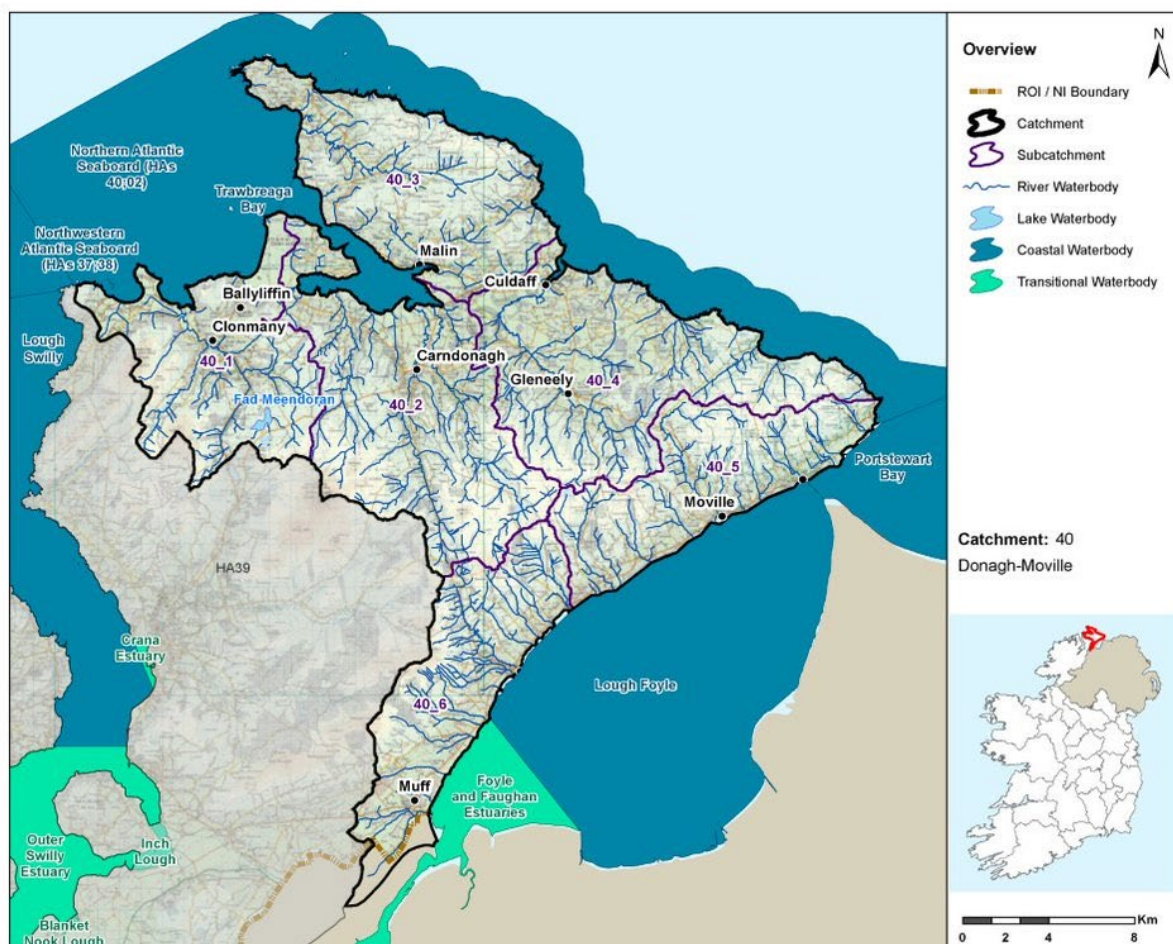 Northern Atlantic
Seaboard (HAs
40;02)
Trawbreaga
Bay
Northwestern
Atlantic Seaboard
(HAs 37;38)
40_3
Malin
Culdaff
Ballyliffin
Clonmany
Lough
Swilly
40_1
Carndonagh
Gleneely
40_4
Fad Meendoran
40_2
40_5
Portstewart
Bay
Moville
HA39
Crana
Estuary
Lough Foyle
40_6
Muff
Foyle
and Faughan
Estuaries
Outer
Swilly
Estuary
Inch
Lough
Blanket
Nook Lough
Overview
N
ROI / NI Boundary
Catchment
Subcatchment
River Waterbody
Lake Waterbody
Coastal Waterbody
Transitional Waterbody
Catchment: 40
Donagh-Moville
Km
0 2 4 8